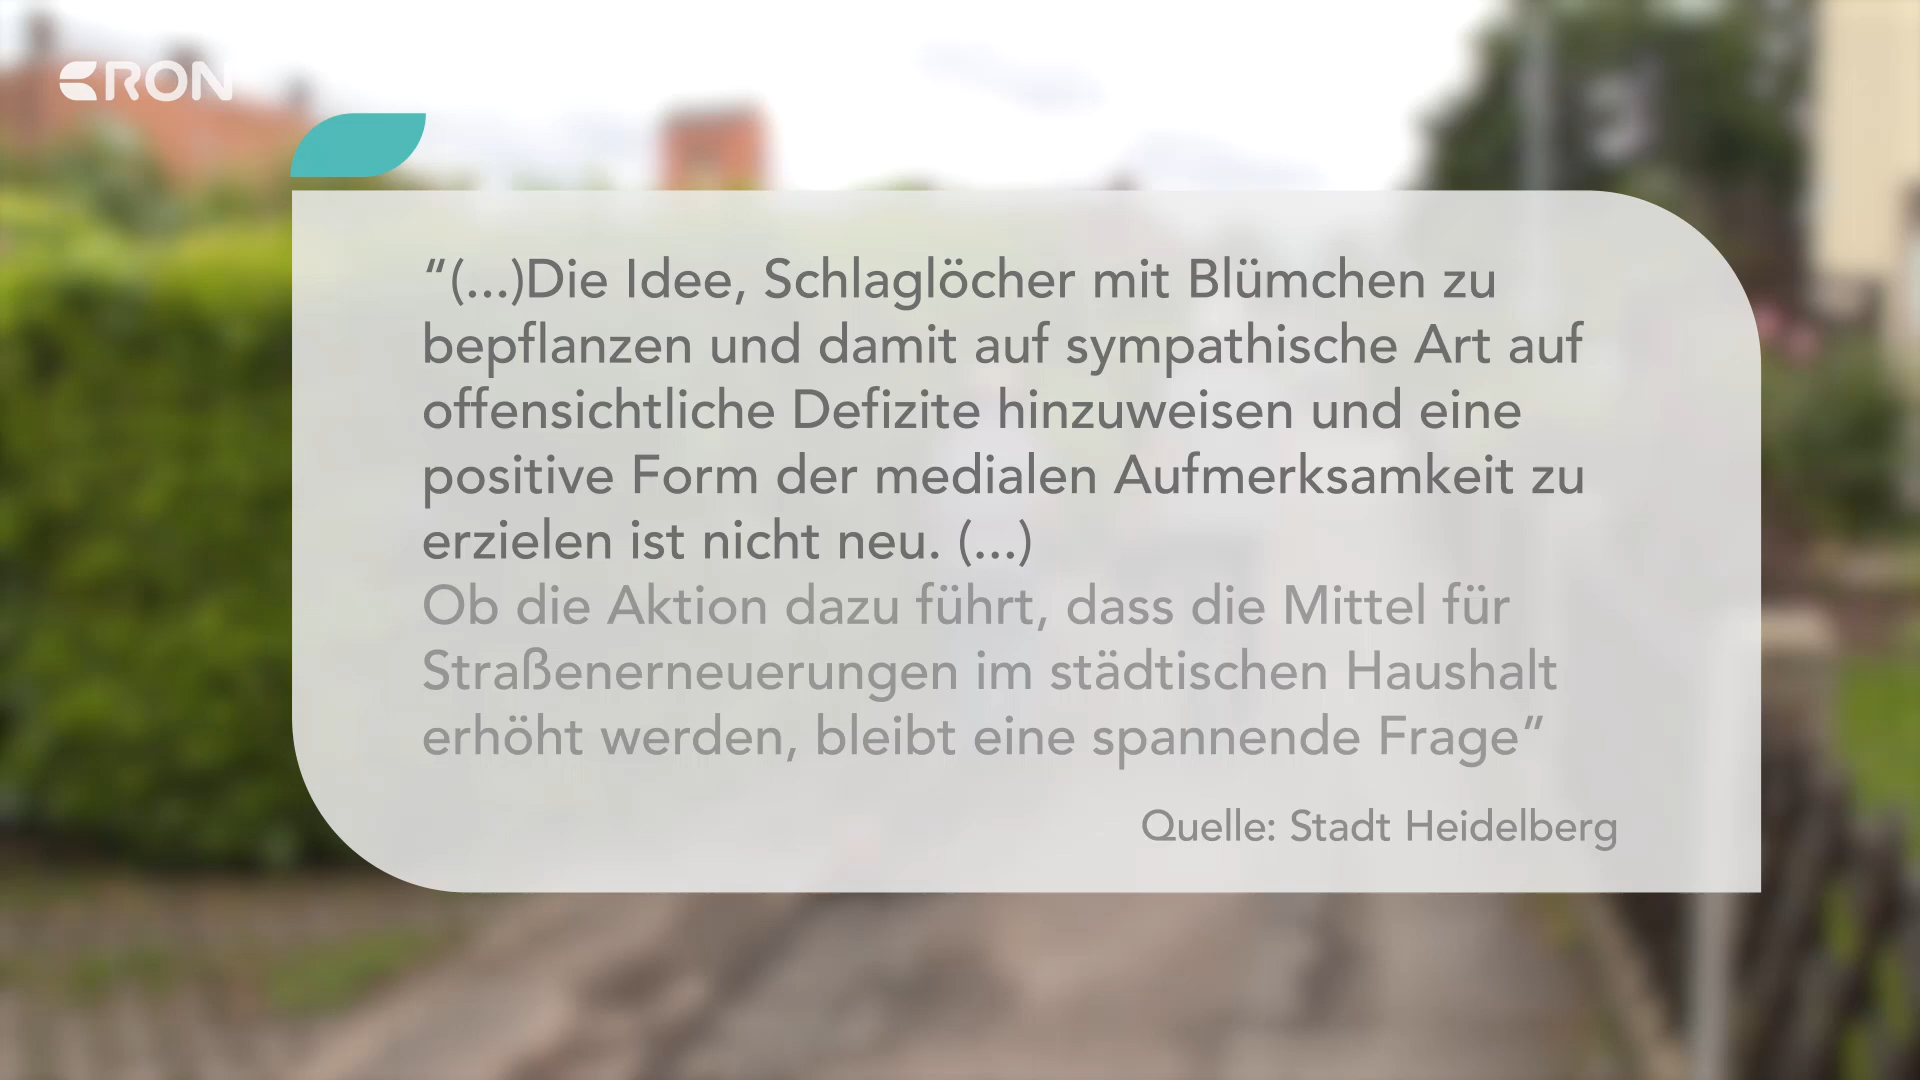 RON
“(...)Die Idee, Schlaglöcher mit Blümchen zu
bepflanzen und damit auf sympathische Art auf
offensichtliche Defizite hinzuweisen und eine
positive Form der medialen Aufmerksamkeit zu
erzielen ist nicht neu. (...)
Ob die Aktion dazu führt, dass die Mittel für
Straßenerneuerungen im städtischen Haushalt
erhöht werden, bleibt eine spannende Frage”
Quelle: Stadt Heidelberg